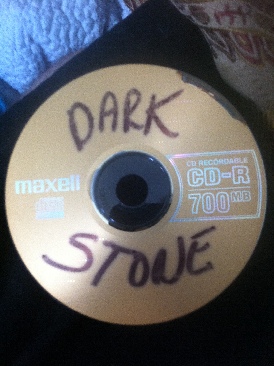 DARK
maxell
CD RECORDABLE
CD-R
700MB
STONE